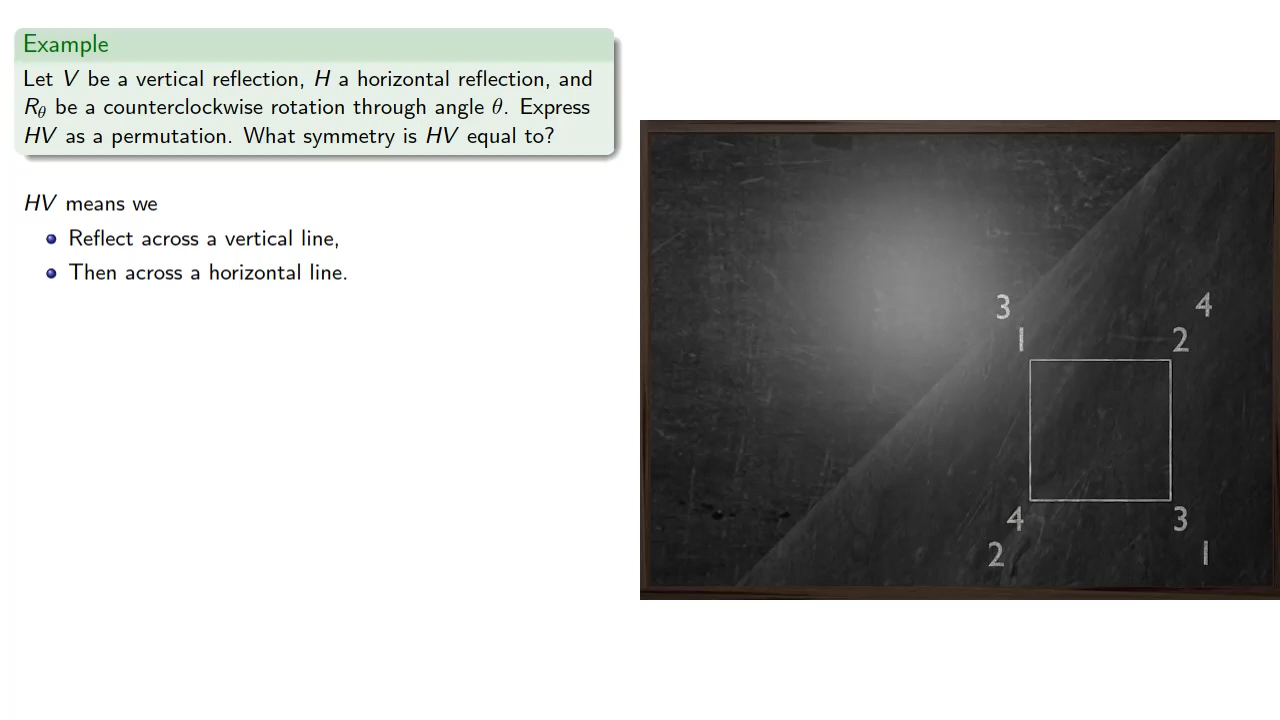 Example
Let V be a vertical reflection, H a horizontal reflection, and
R_θ be a counterclockwise rotation through angle θ. Express
HV as a permutation. What symmetry is HV equal to?
HV means we
Reflect across a vertical line,
Then across a horizontal line.
3 4
1 2
4 3
2 1